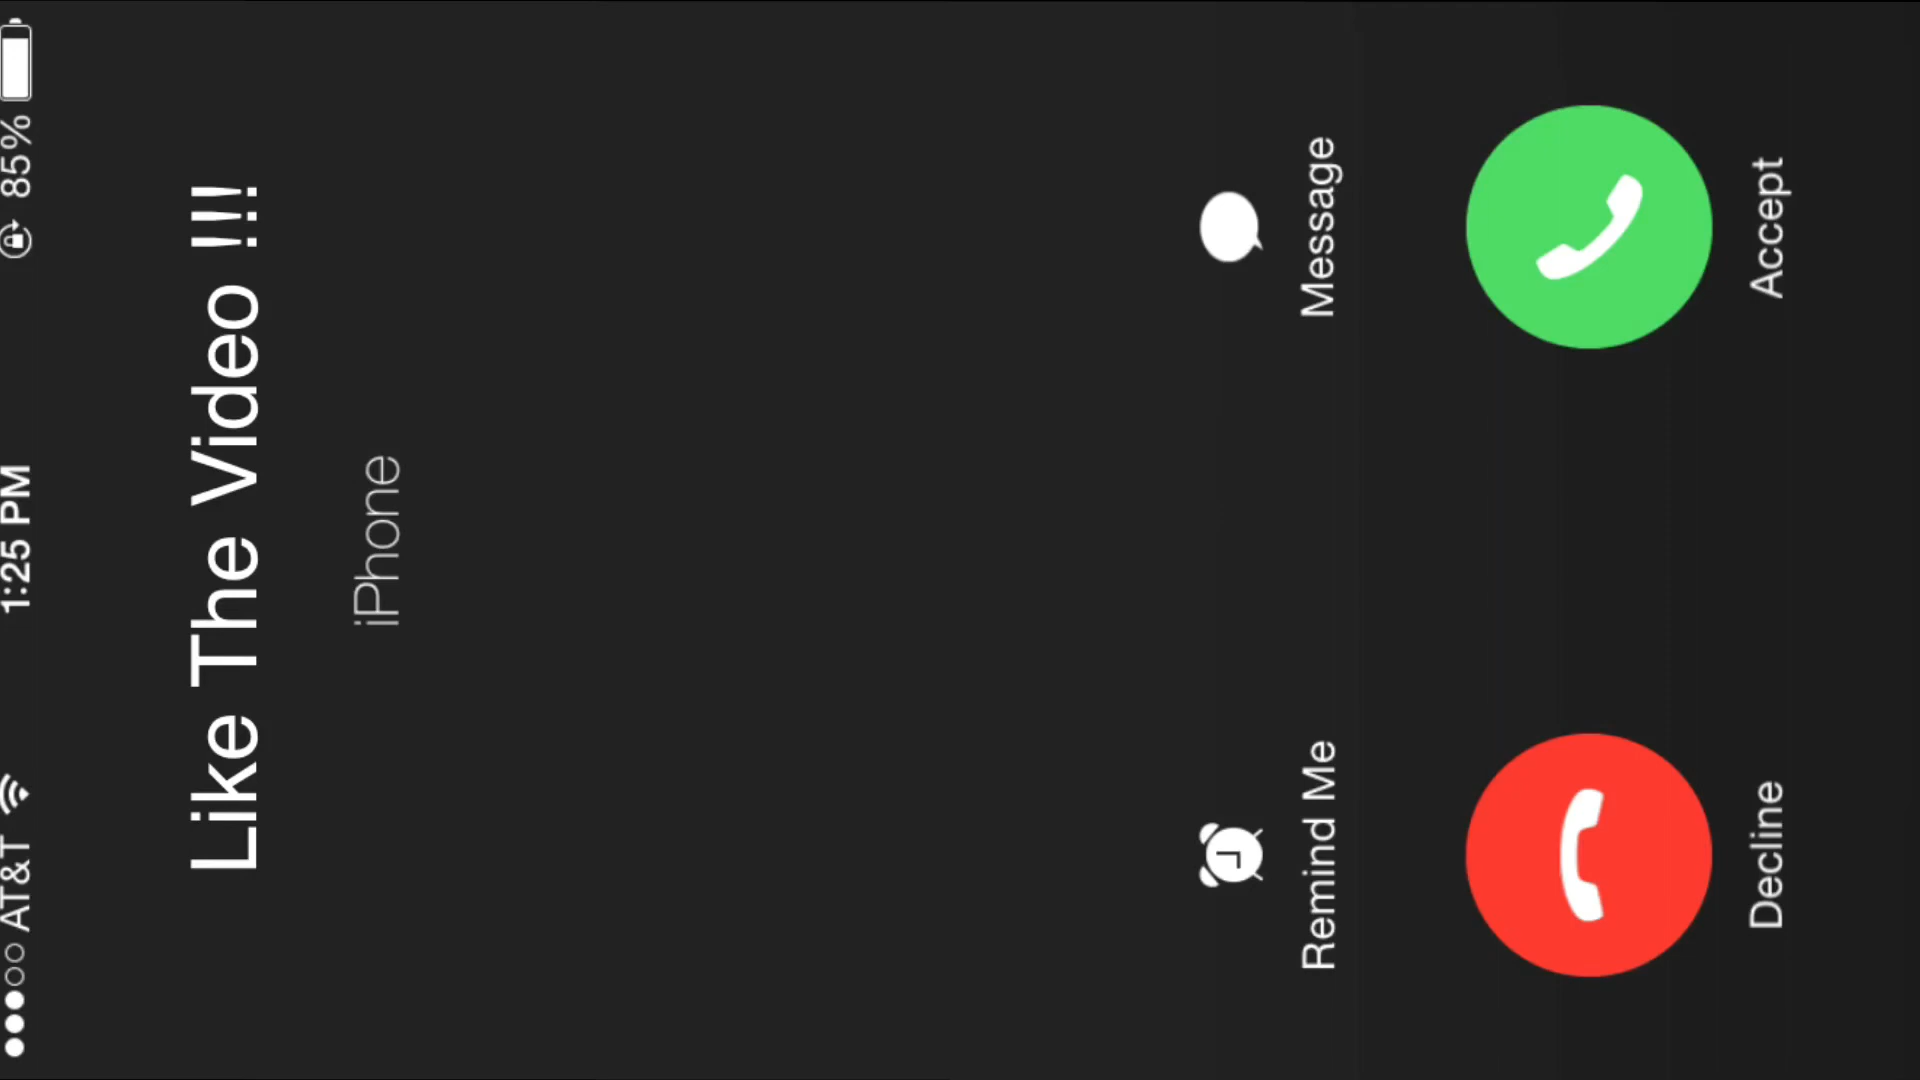 AT&T 1:25 PM 85%
Like The Video !!!
iPhone
Remind Me Message
Decline Accept